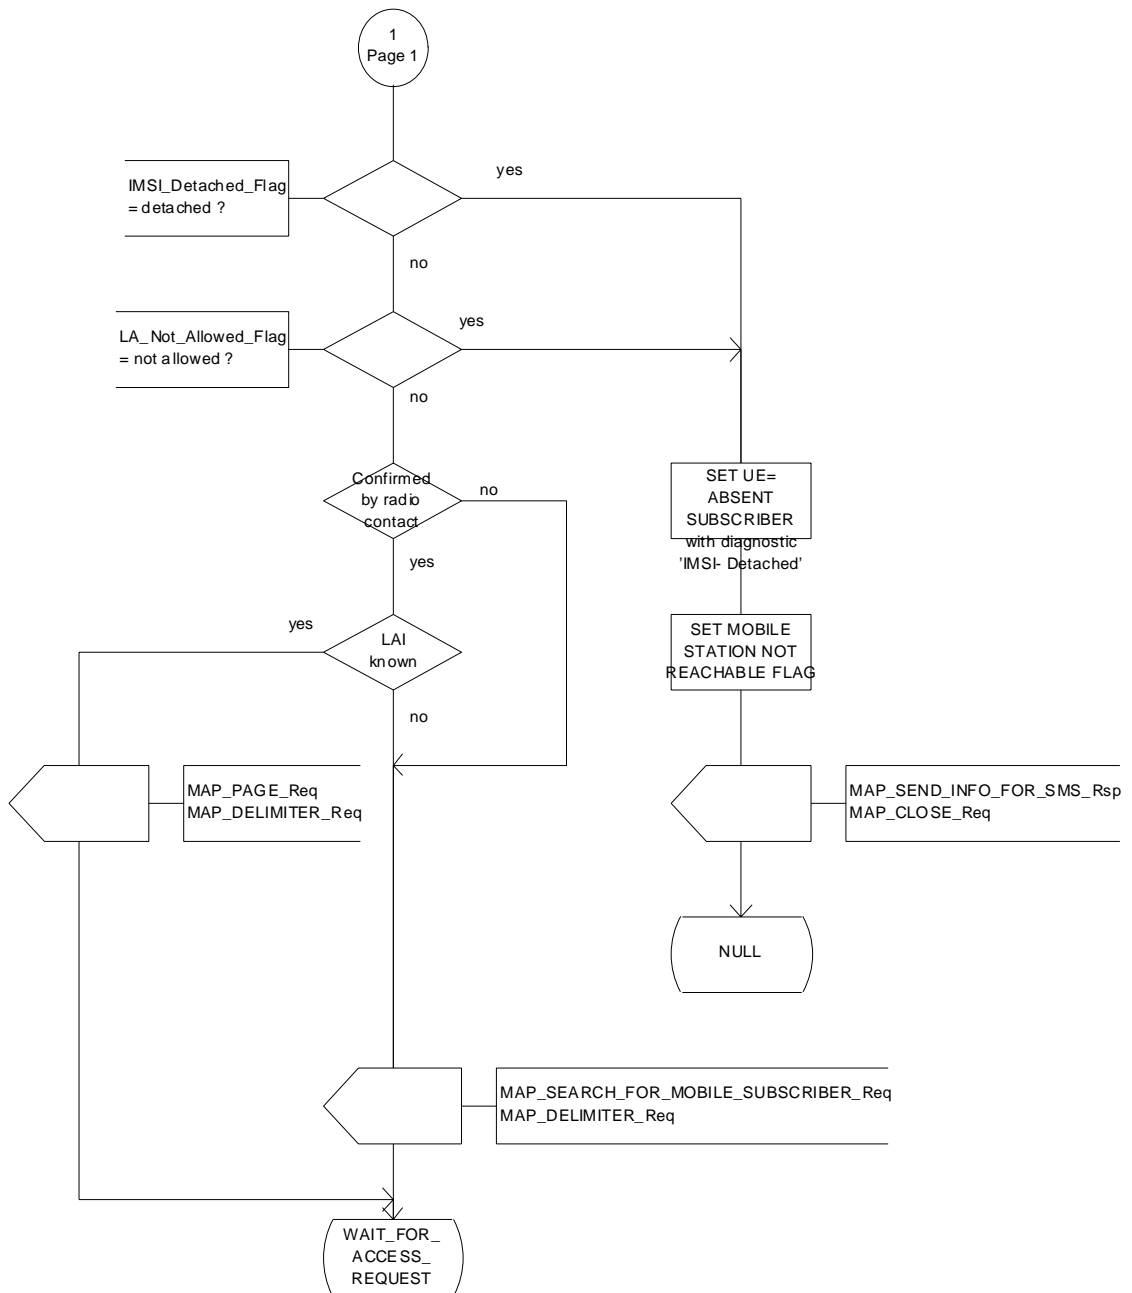 1
Page 1
yes
IMSI_Detached_Flag
= detached ?
no
yes
LA_Not_Allowed_Flag
= not allowed ?
no
Confirmed
by radio
contact
no
SET UE=
ABSENT
SUBSCRIBER
with diagnostic
'IMSI- Detached'
yes
yes
LAI
known
SET MOBILE
STATION NOT
REACHABLE FLAG
no
MAP_PAGE_Req
MAP_DELIMITER_Req
MAP_SEND_INFO_FOR_SMS_Rsp
MAP_CLOSE_Req
NULL
MAP_SEARCH_FOR_MOBILE_SUBSCRIBER_Req
MAP_DELIMITER_Req
WAIT_FOR_
ACCESS_
REQUEST